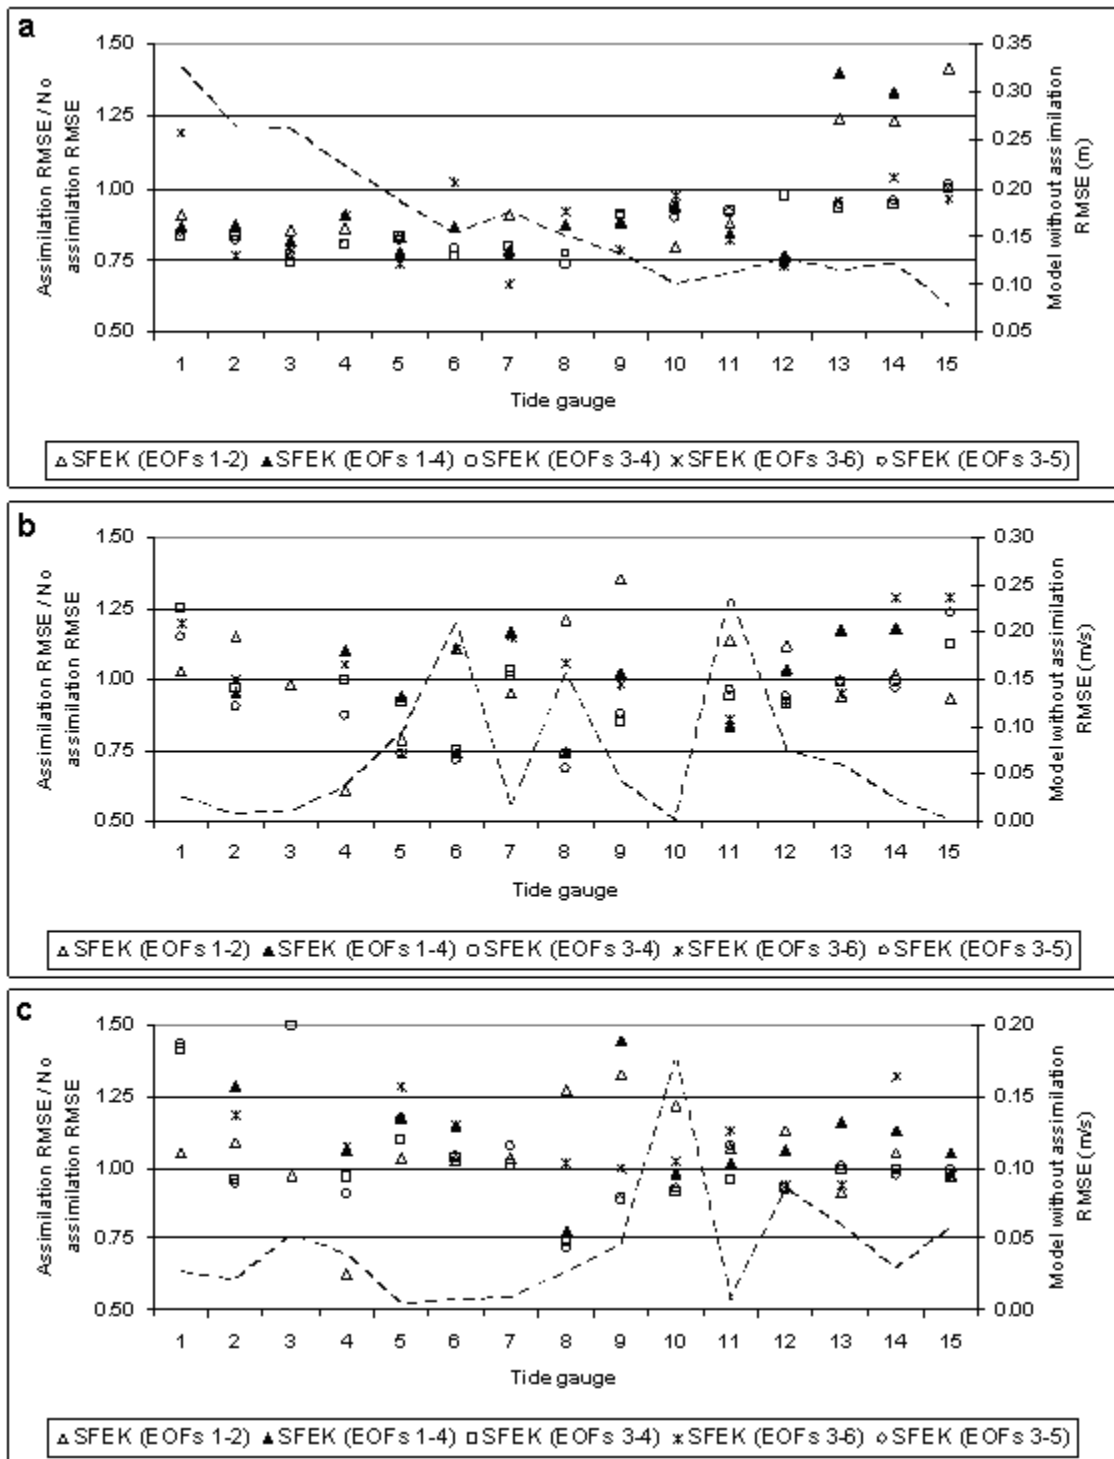 a
Assimilation RMSE / No
assimilation RMSE
1.50
1.25
1.00
0.75
0.50
0.35
0.30
0.25
0.20
0.15
0.10
0.05
Model without assimilation
RMSE (m)
1 2 3 4 5 6 7 8 9 10 11 12 13 14 15
Tide gauge
SFEK (EOFs 1-2) SFEK (EOFs 1-4) SFEK (EOFs 3-4) SFEK (EOFs 3-6) SFEK (EOFs 3-5)
b
Assimilation RMSE / No
assimilation RMSE
1.50
1.25
1.00
0.75
0.50
0.30
0.25
0.20
0.15
0.10
0.05
0.00
Model without assimilation
RMSE (m/s)
1 2 3 4 5 6 7 8 9 10 11 12 13 14 15
Tide gauge
SFEK (EOFs 1-2) SFEK (EOFs 1-4) SFEK (EOFs 3-4) SFEK (EOFs 3-6) SFEK (EOFs 3-5)
c
Assimilation RMSE / No
assimilation RMSE
1.50
1.25
1.00
0.75
0.50
0.20
0.15
0.10
0.05
0.00
Model without assimilation
RMSE (m/s)
1 2 3 4 5 6 7 8 9 10 11 12 13 14 15
Tide gauge
SFEK (EOFs 1-2) SFEK (EOFs 1-4) SFEK (EOFs 3-4) SFEK (EOFs 3-6) SFEK (EOFs 3-5)